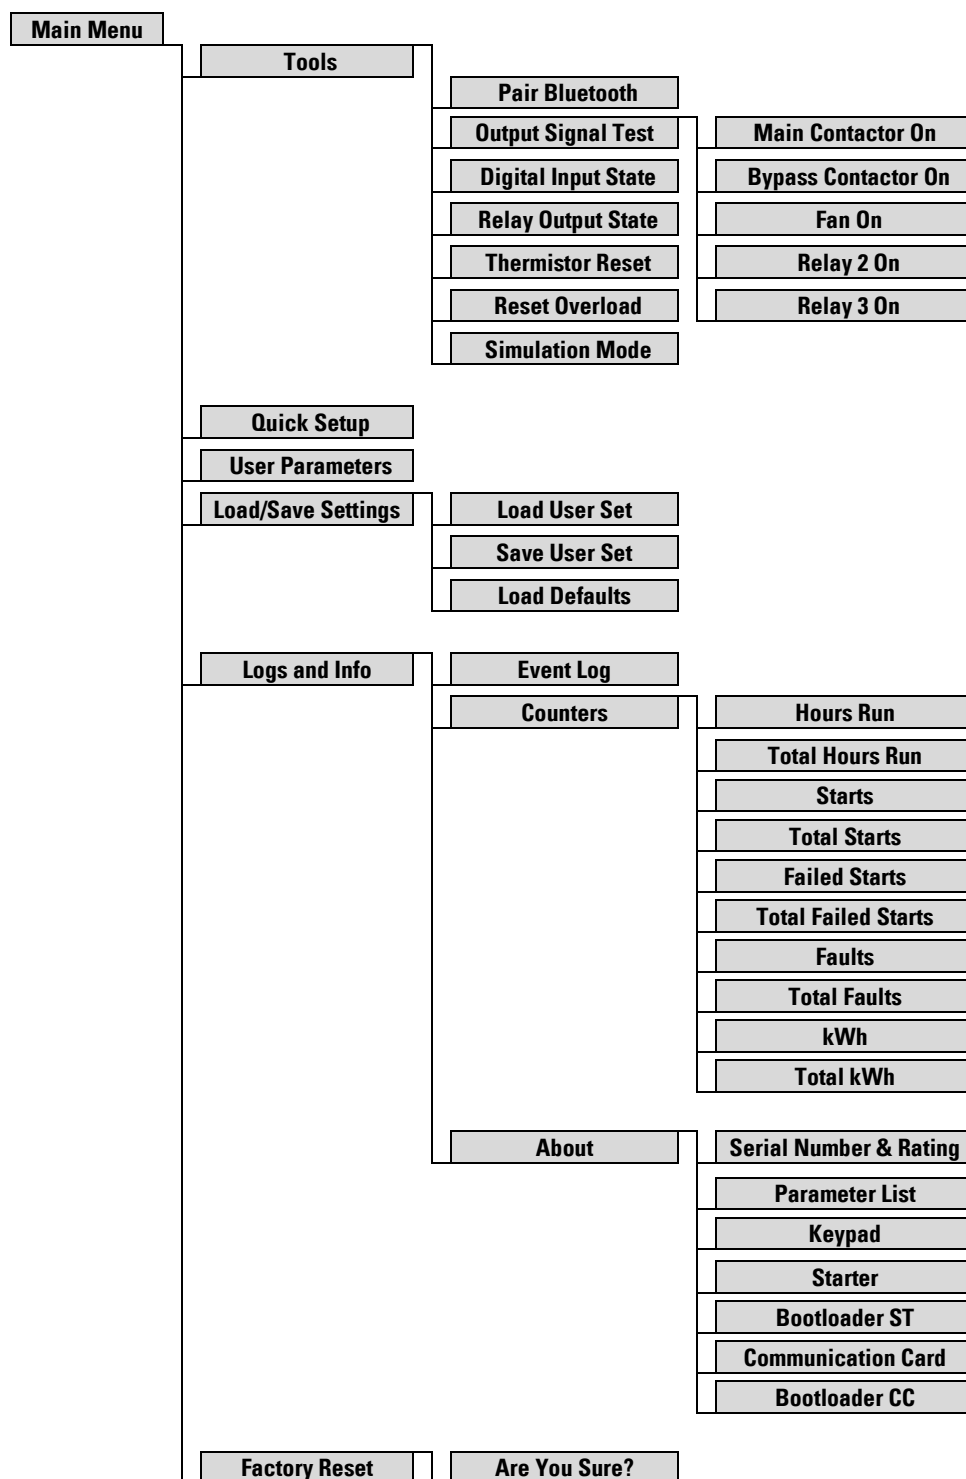 Main Menu
Tools
Pair Bluetooth
Output Signal Test
Main Contactor On
Digital Input State
Bypass Contactor On
Relay Output State
Fan On
Thermistor Reset
Relay 2 On
Reset Overload
Relay 3 On
Simulation Mode
Quick Setup
User Parameters
Load/Save Settings
Load User Set
Save User Set
Load Defaults
Logs and Info
Event Log
Counters
Hours Run
Total Hours Run
Starts
Total Starts
Failed Starts
Total Failed Starts
Faults
Total Faults
kWh
Total kWh
About
Serial Number & Rating
Parameter List
Keypad
Starter
Bootloader ST
Communication Card
Bootloader CC
Factory Reset
Are You Sure?